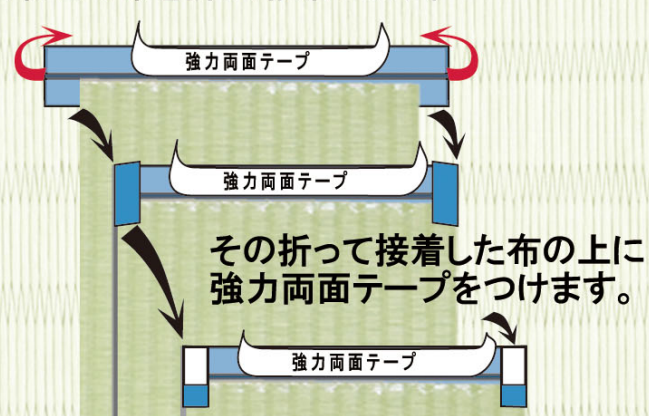 強力両面テープ
強力両面テープ
その折って接着した布の上に
強力両面テープをつけます。
強力両面テープ